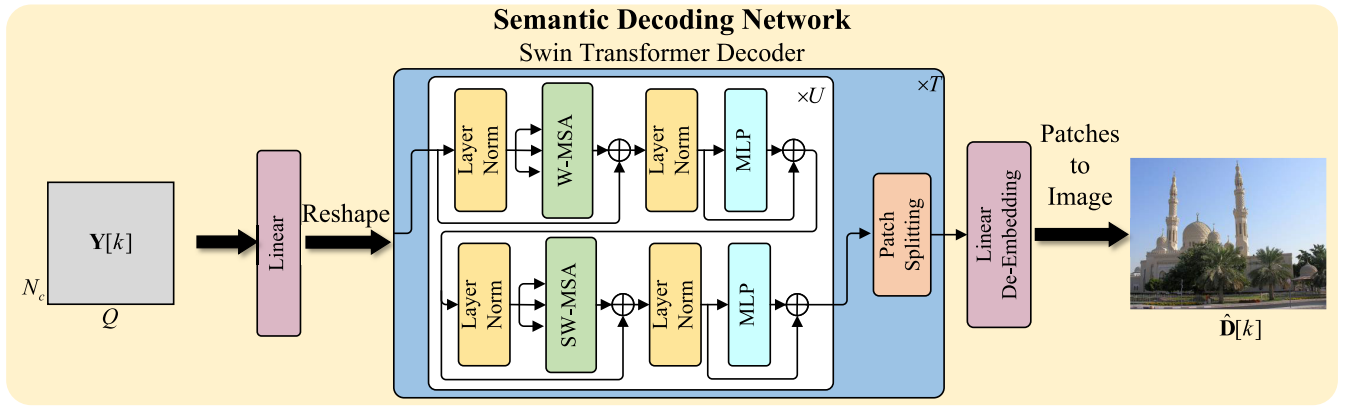 Semantic Decoding Network
Swin Transformer Decoder
×T
×U
Layer
Norm
W-MSA
Layer
Norm
MLP
Patches
to
Image
Y[k]
N_c
Q
Linear
Reshape
Layer
Norm
SW-MSA
Layer
Norm
MLP
Patch
Splitting
Linear
De-Embedding
D̂[k]